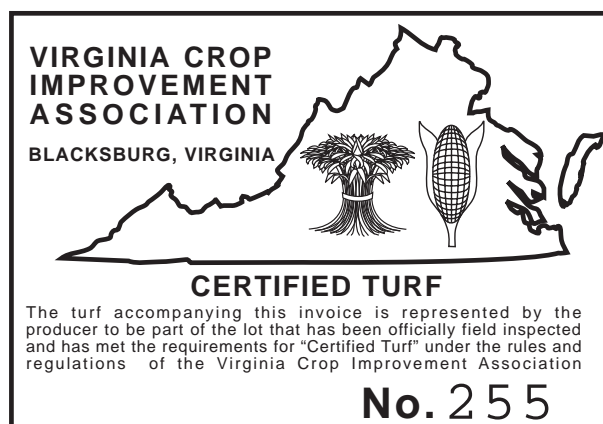 VIRGINIA CROP
IMPROVEMENT
ASSOCIATION
BLACKSBURG, VIRGINIA
CERTIFIED TURF
The turf accompanying this invoice is represented by the
producer to be part of the lot that has been officially field inspected
and has met the requirements for “Certified Turf” under the rules and
regulations of the Virginia Crop Improvement Association
No. 255